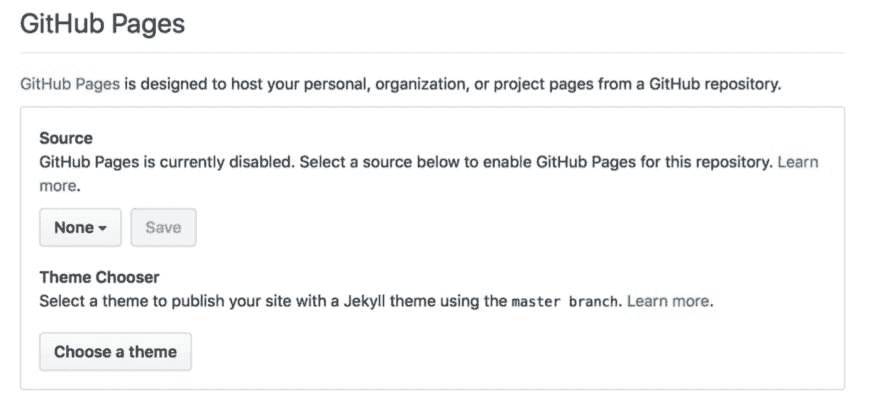 GitHub Pages
GitHub Pages is designed to host your personal, organization, or project pages from a GitHub repository.
Source
GitHub Pages is currently disabled. Select a source below to enable GitHub Pages for this repository. Learn
more.
None Save
Theme Chooser
Select a theme to publish your site with a Jekyll theme using the master branch. Learn more.
Choose a theme